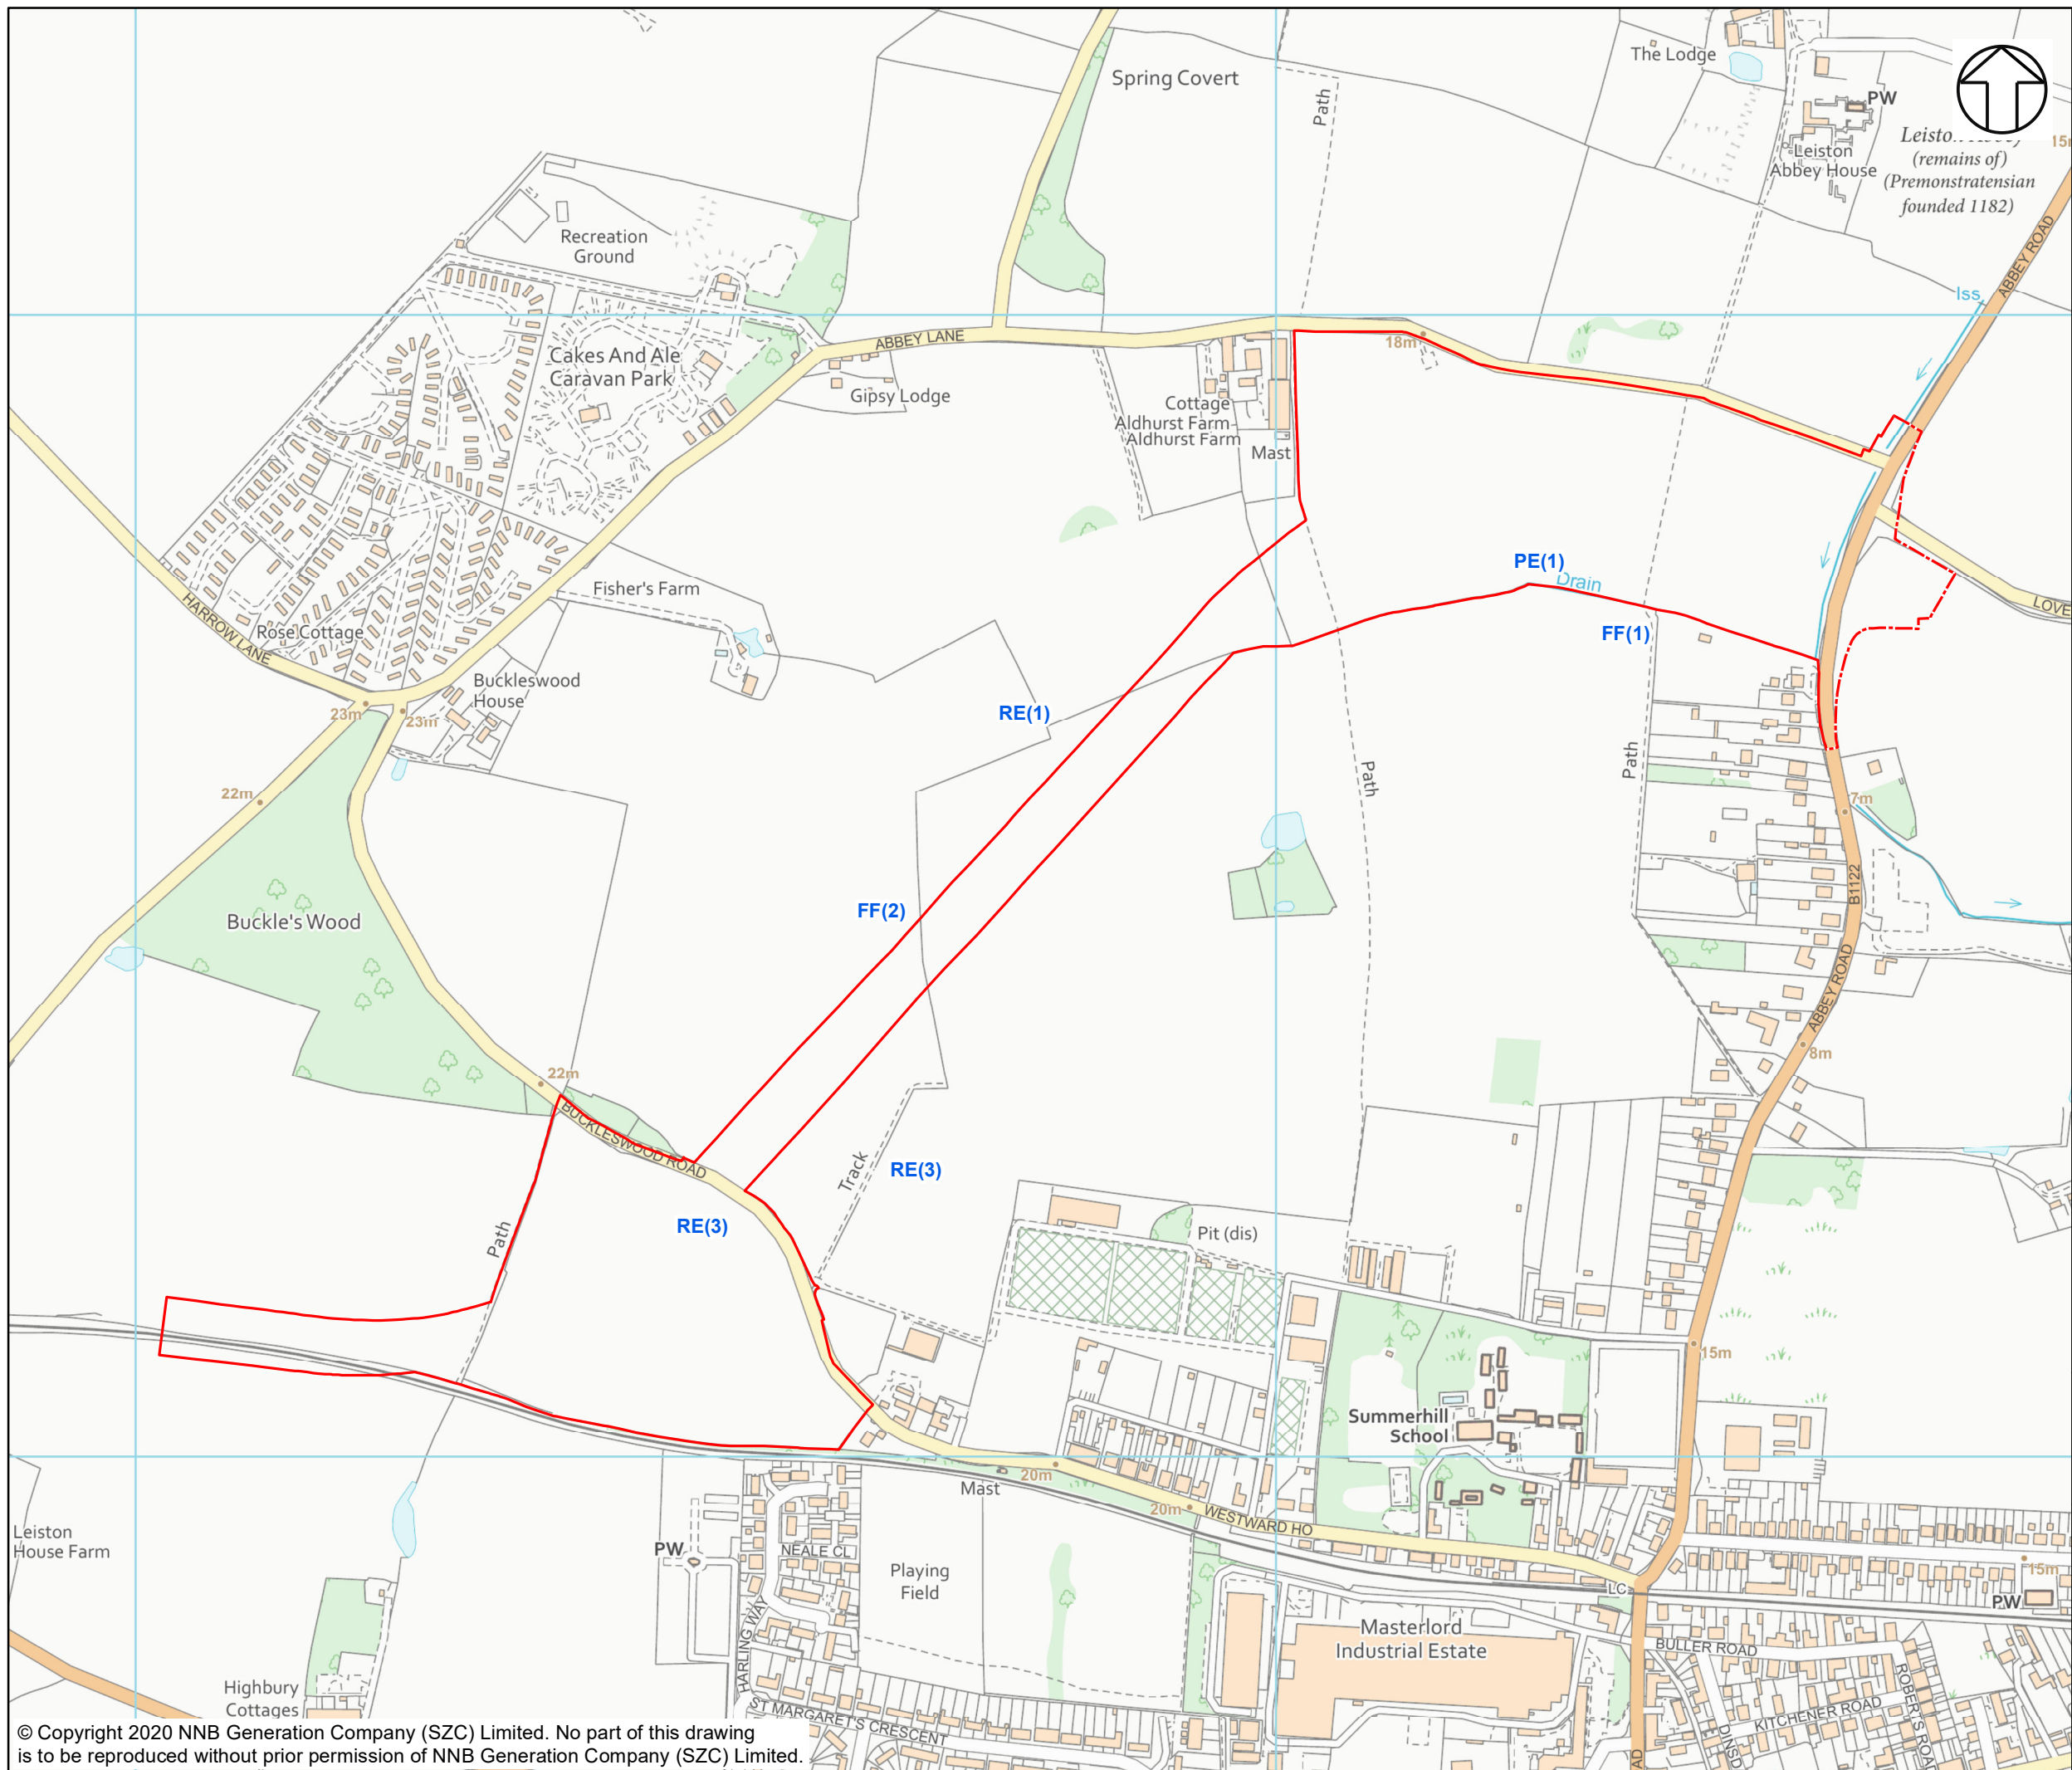 Spring Covert
Path
The Lodge
PW
Leiston
Abbey House
(remains of)
(Premonstratensian
founded 1182)
ABBEY ROAD
Iss
Recreation
Ground
Cakes And Ale
Caravan Park
ABBEY LANE
Gipsy Lodge
18m
Cottage
Aldhurst Farm
Aldhurst Farm
Mast
PE(1)
Drain
FF(1)
LOVE
HARROW LANE
Rose Cottage
Fisher's Farm
Buckleswood
House
23m
23m
RE(1)
22m
Path
Path
7m
B1122
Buckle's Wood
FF(2)
ABBEY ROAD
8m
22m
BUCKLESWOOD ROAD
Track
RE(3)
RE(3)
Path
Pit (dis)
15m
Summerhill
School
20m
Mast
20m
WESTWARD HO
Leiston
House Farm
PW
NEALE CL
Playing
Field
HARLING WAY
LC
15m
PW
Masterlord
Industrial Estate
BULLER ROAD
ROBERTS ROA
KITCHENER ROAD
DINSD
Highbury
Cottages
ST MARGARET'S CRESCENT
AD
© Copyright 2020 NNB Generation Company (SZC) Limited. No part of this drawing
is to be reproduced without prior permission of NNB Generation Company (SZC) Limited.